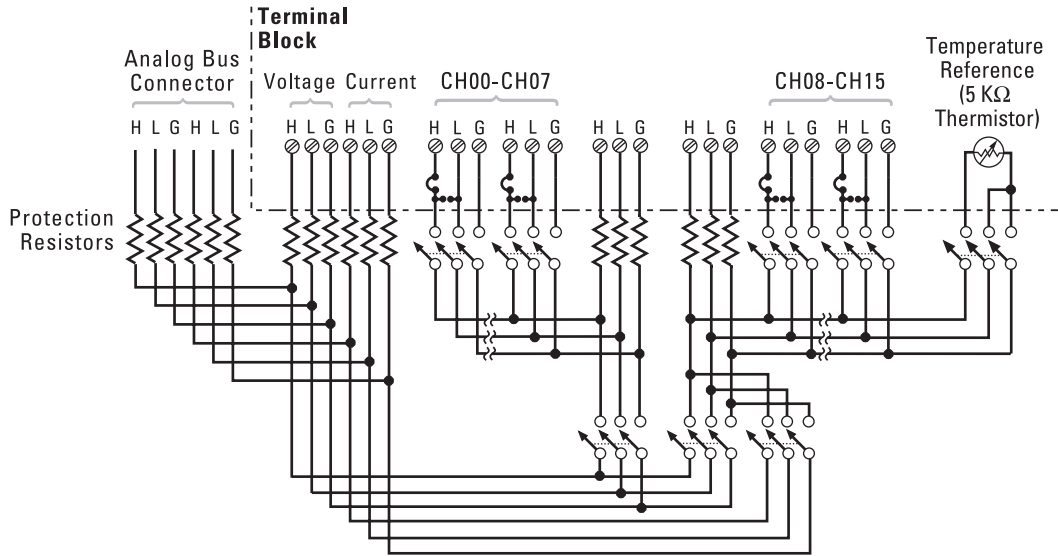 Terminal
Block
Analog Bus
Connector
Voltage Current
CH00-CH07
CH08-CH15
Temperature
Reference
(5 KΩ
Thermistor)
H L G H L G
H L G H L G
H L G H L G
H L G
H L G
H L G H L G
Protection
Resistors